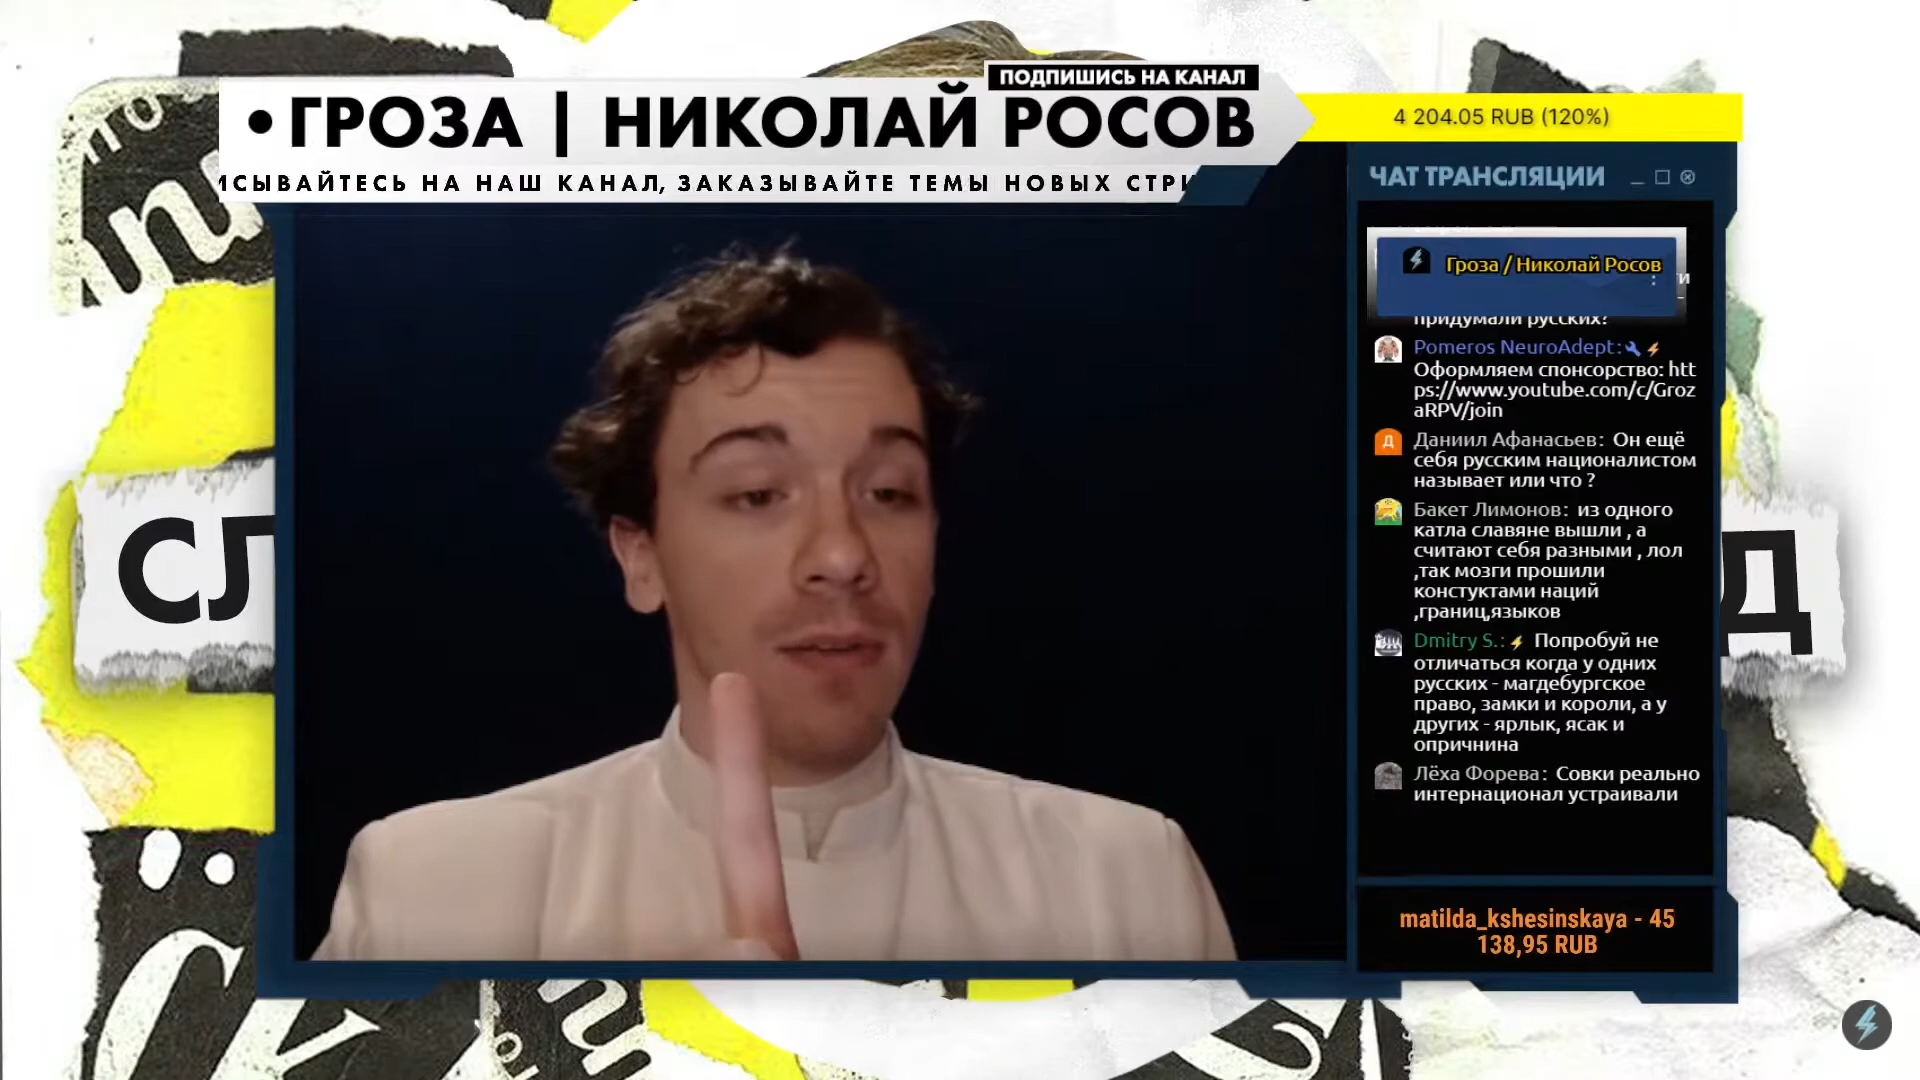 ПОДПИШИСЬ НА КАНАЛ
• ГРОЗА | НИКОЛАЙ РОСОВ
ИСЫВАЙТЕСЬ НА НАШ КАНАЛ, ЗАКАЗЫВАЙТЕ ТЕМЫ НОВЫХ СТРИ
4 204.05 RUB (120%)
ЧАТ ТРАНСЛЯЦИИ
Гроза / Николай Росов
придумали русских?
Pomeros NeuroAdept:
Оформляем спонсорство: htt
ps://www.youtube.com/c/Groz
aRPV/join
Д Даниил Афанасьев: Он ещё
себя русским националистом
называет или что ?
Бакет Лимонов: из одного
катла славяне вышли , а
считают себя разными , лол
,так мозги прошили
констуктами наций
,границ,языков
Dmitry S.: Попробуй не
отличаться когда у одних
русских - магдебургское
право, замки и короли, а у
других - ярлык, ясак и
опричнина
Лёха Форева: Совки реально
интернационал устраивали
matilda_kshesinskaya - 45
138,95 RUB
СЛ
Д